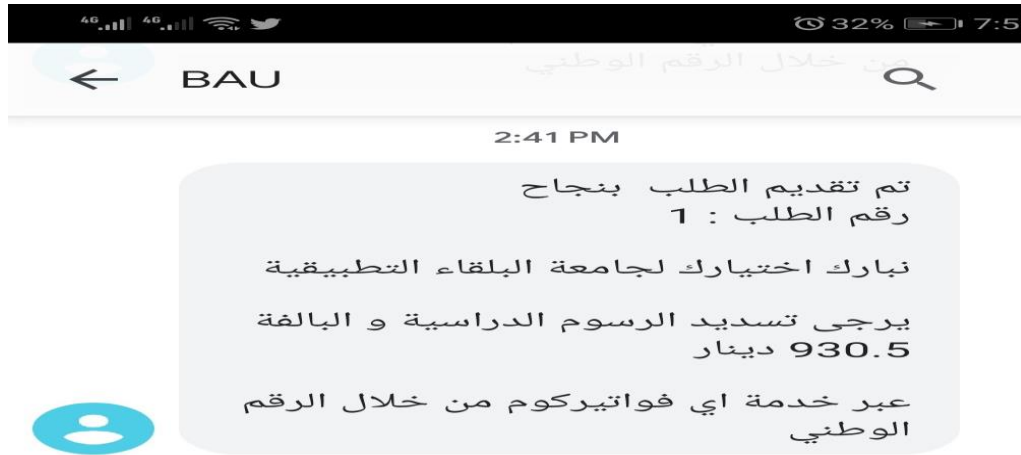 4G 4G 32% 7:5
من خلال الرقم الوطني
BAU
2:41 PM
تم تقديم الطلب بنجاح
رقم الطلب : 1
نبارك اختيارك لجامعة البلقاء التطبيقية
يرجى تسديد الرسوم الدراسية و البالغة
930.5 دينار
عبر خدمة اي فواتيركوم من خلال الرقم
الوطني